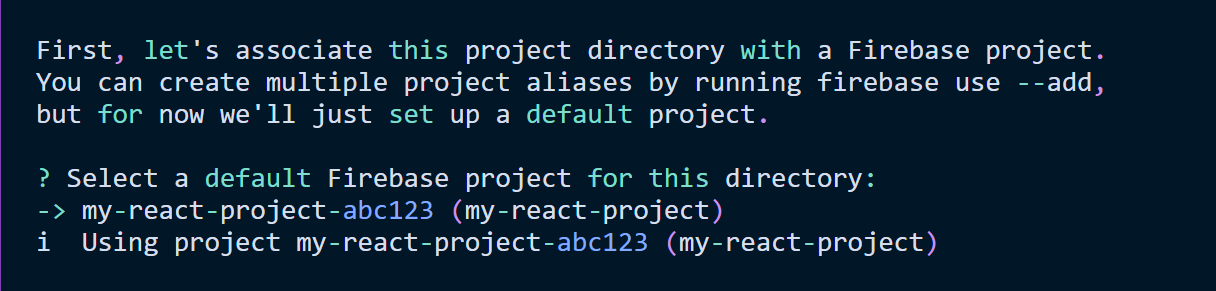 First, let's associate this project directory with a Firebase project.
You can create multiple project aliases by running firebase use --add,
but for now we'll just set up a default project.
? Select a default Firebase project for this directory:
-> my-react-project-abc123 (my-react-project)
i  Using project my-react-project-abc123 (my-react-project)